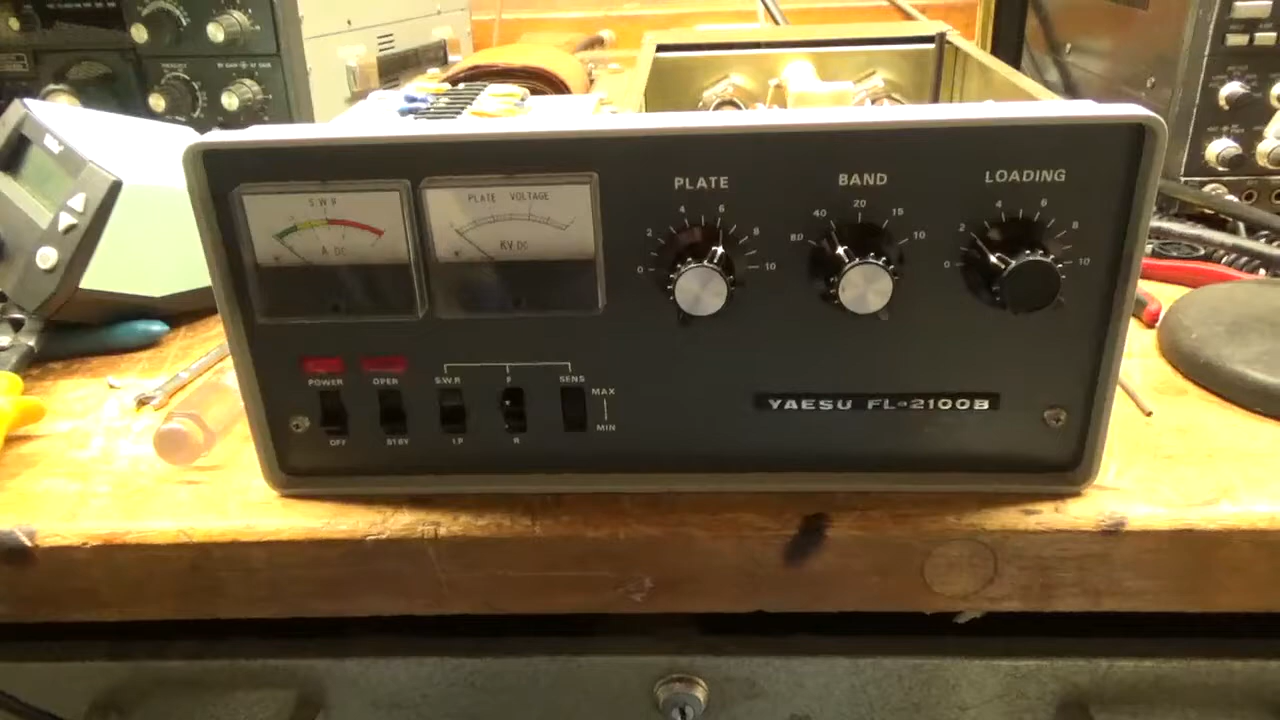 S.W.R
A DC
PLATE VOLTAGE
KV DC
PLATE
0 2 4 6 8 10
BAND
80 40 20 15 10
LOADING
0 2 4 6 8 10
POWER
OFF
OPER
STBY
S.W.R
I.P
F
R
SENS
MAX
MIN
YAESU FL-2100B